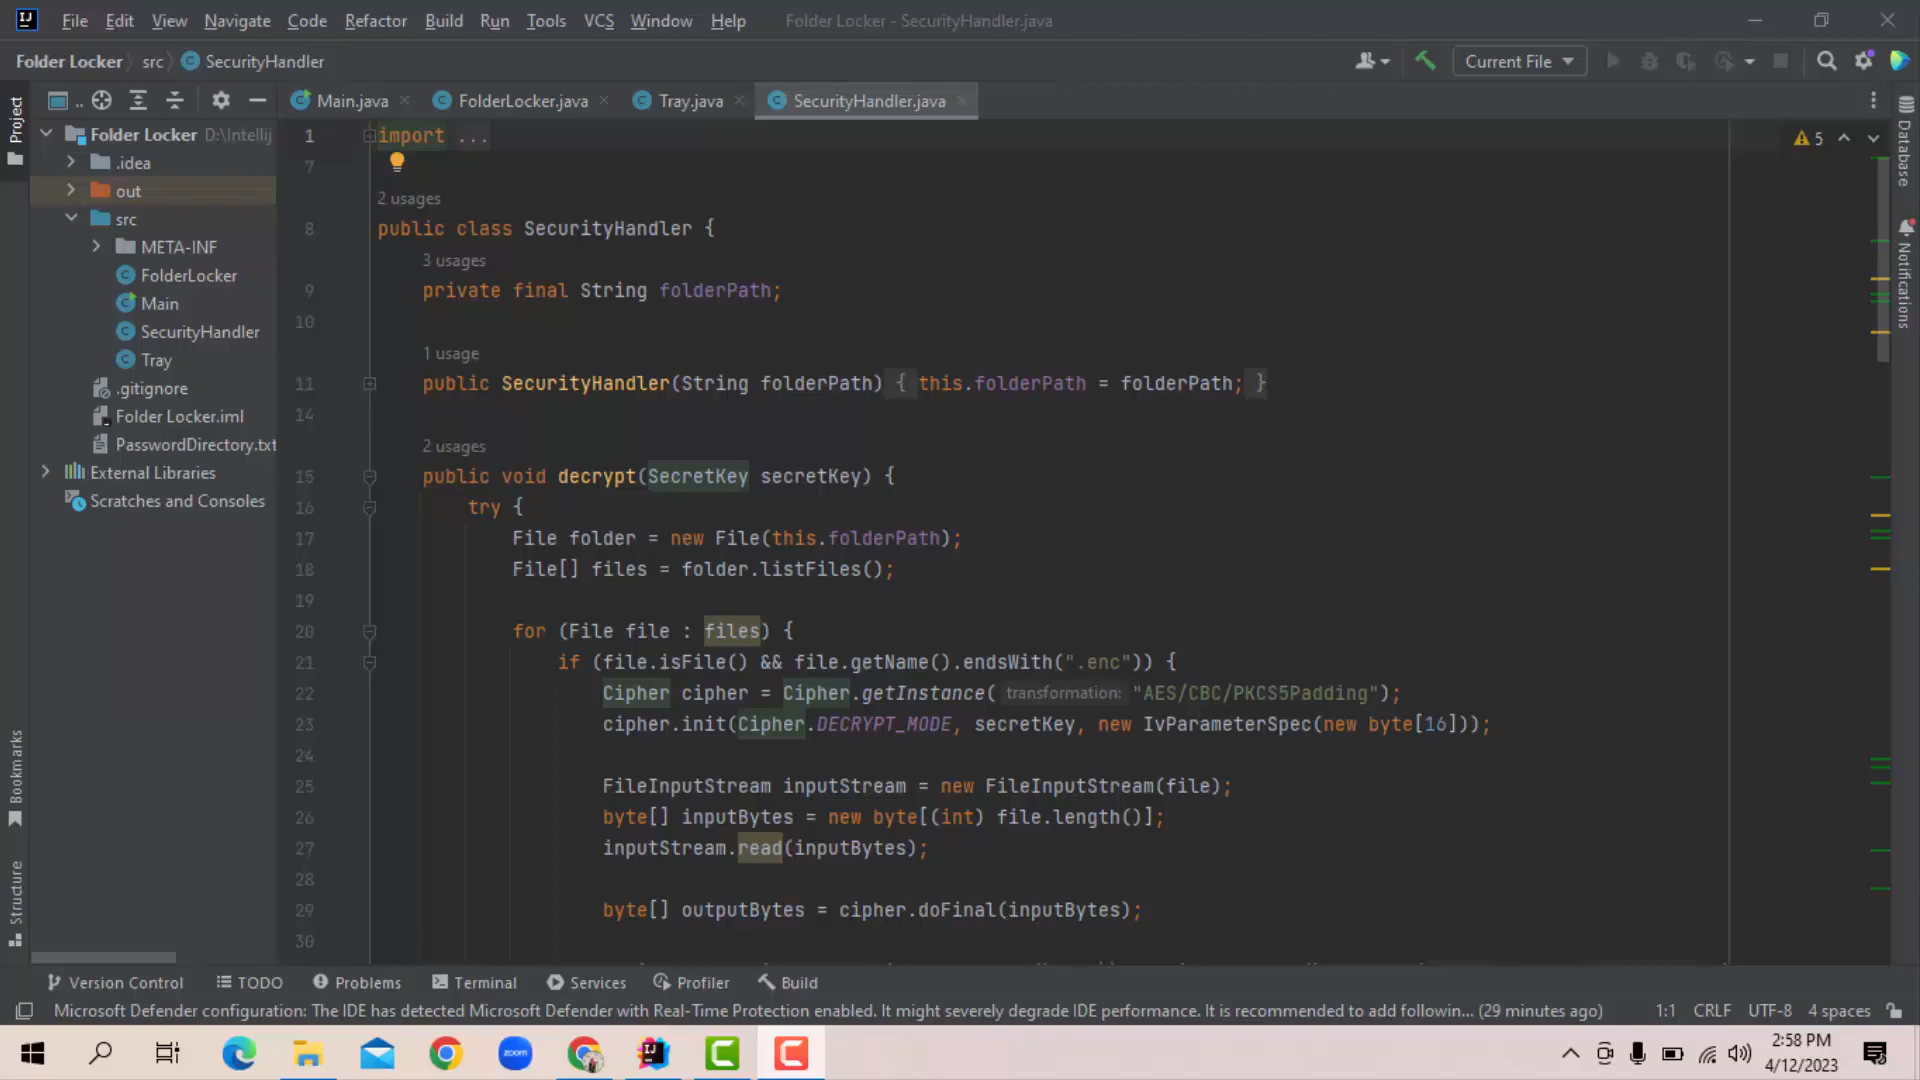 File Edit View Navigate Code Refactor Build Run Tools VCS Window Help Folder Locker - SecurityHandler.java
Folder Locker src SecurityHandler Current File
Project
Main.java FolderLocker.java Tray.java SecurityHandler.java
Folder Locker D:\Intellij
.idea
out
src
META-INF
FolderLocker
Main
SecurityHandler
Tray
.gitignore
Folder Locker.iml
PasswordDirectory.txt
External Libraries
Scratches and Consoles
Bookmarks
Structure
1 import ...
7
2 usages
8 public class SecurityHandler {
3 usages
9 private final String folderPath;
10
1 usage
11 public SecurityHandler(String folderPath) { this.folderPath = folderPath; }
14
2 usages
15 public void decrypt(SecretKey secretKey) {
16 try {
17 File folder = new File(this.folderPath);
18 File[] files = folder.listFiles();
19
20 for (File file : files) {
21 if (file.isFile() && file.getName().endsWith(".enc")) {
22 Cipher cipher = Cipher.getInstance( transformation: "AES/CBC/PKCS5Padding");
23 cipher.init(Cipher.DECRYPT_MODE, secretKey, new IvParameterSpec(new byte[16]));
24
25 FileInputStream inputStream = new FileInputStream(file);
26 byte[] inputBytes = new byte[(int) file.length()];
27 inputStream.read(inputBytes);
28
29 byte[] outputBytes = cipher.doFinal(inputBytes);
30
5
Database
Notifications
Version Control TODO Problems Terminal Services Profiler Build
Microsoft Defender configuration: The IDE has detected Microsoft Defender with Real-Time Protection enabled. It might severely degrade IDE performance. It is recommended to add followin... (29 minutes ago) 1:1 CRLF UTF-8 4 spaces
zoom
2:58 PM
4/12/2023